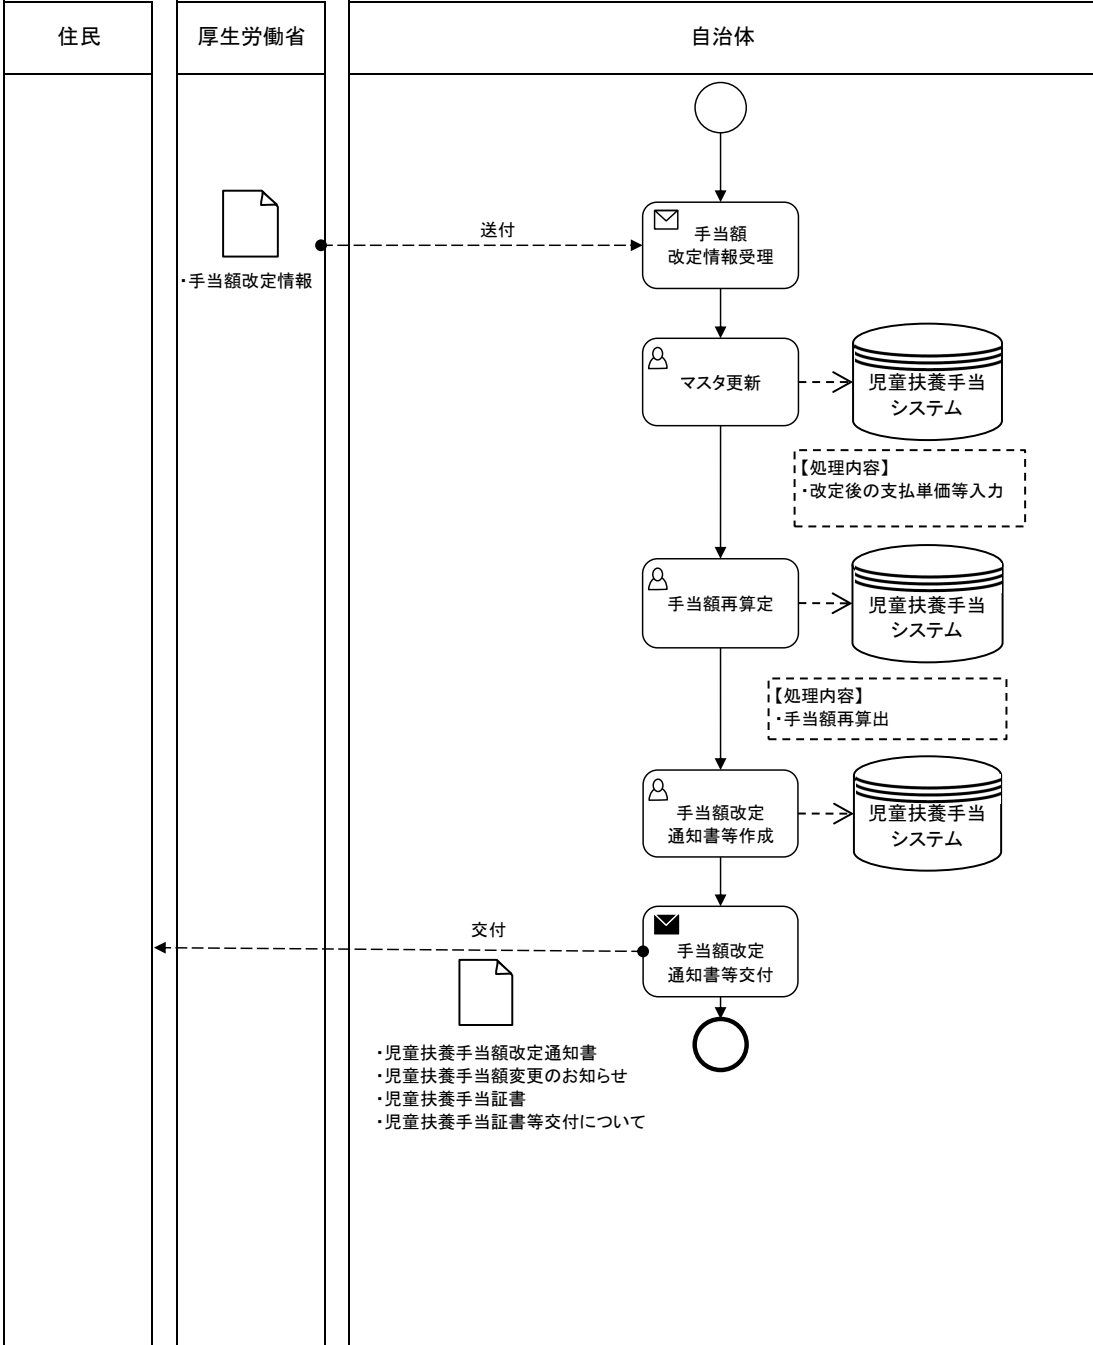 住民
厚生労働省
自治体
送付
手当額
改定情報受理
・手当額改定情報
マスタ更新
児童扶養手当
システム
【処理内容】
・改定後の支払単価等入力
手当額再算定
児童扶養手当
システム
【処理内容】
・手当額再算出
手当額改定
通知書等作成
児童扶養手当
システム
交付
手当額改定
通知書等交付
・児童扶養手当額改定通知書
・児童扶養手当額変更のお知らせ
・児童扶養手当証書
・児童扶養手当証書等交付について